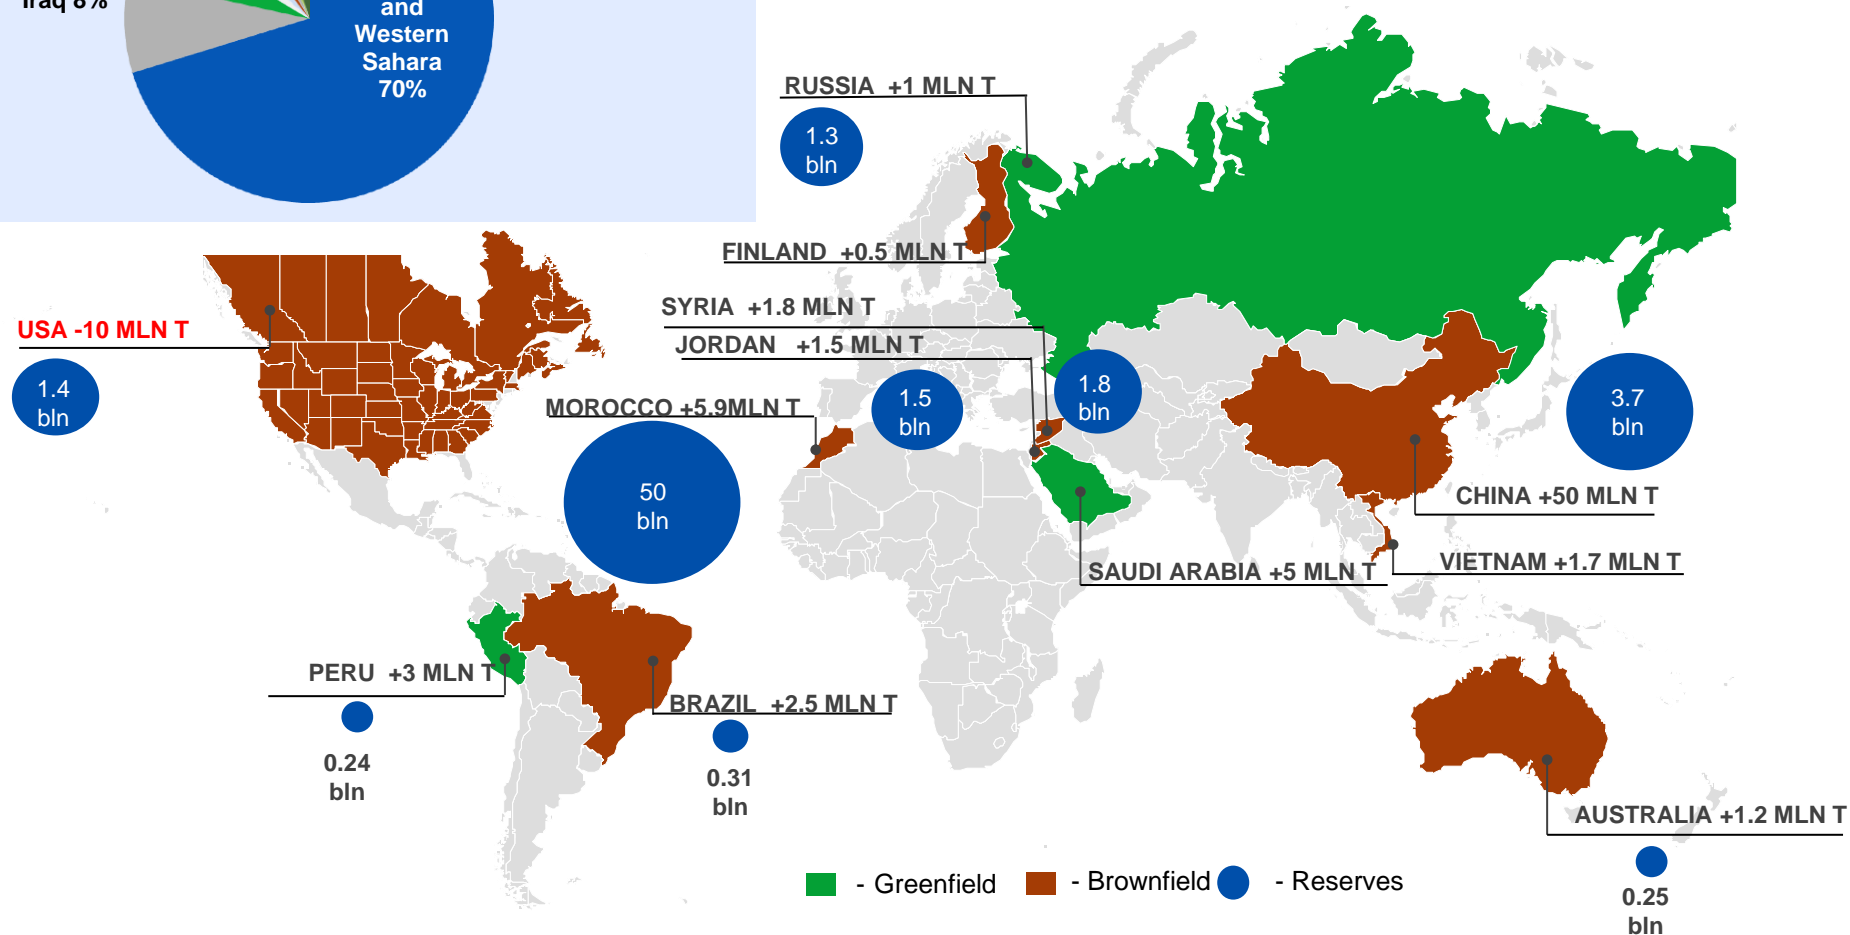 Iraq 8%
and
Western
Sahara
70%
RUSSIA +1 MLN T
1.3
bln
FINLAND +0.5 MLN T
SYRIA +1.8 MLN T
USA -10 MLN T
JORDAN +1.5 MLN T
1.4
bln
MOROCCO +5.9MLN T
1.5
bln
1.8
bln
3.7
bln
50
bln
CHINA +50 MLN T
VIETNAM +1.7 MLN T
SAUDI ARABIA +5 MLN T
PERU +3 MLN T
BRAZIL +2.5 MLN T
0.24
bln
0.31
bln
AUSTRALIA +1.2 MLN T
- Greenfield
- Brownfield
- Reserves
0.25
bln